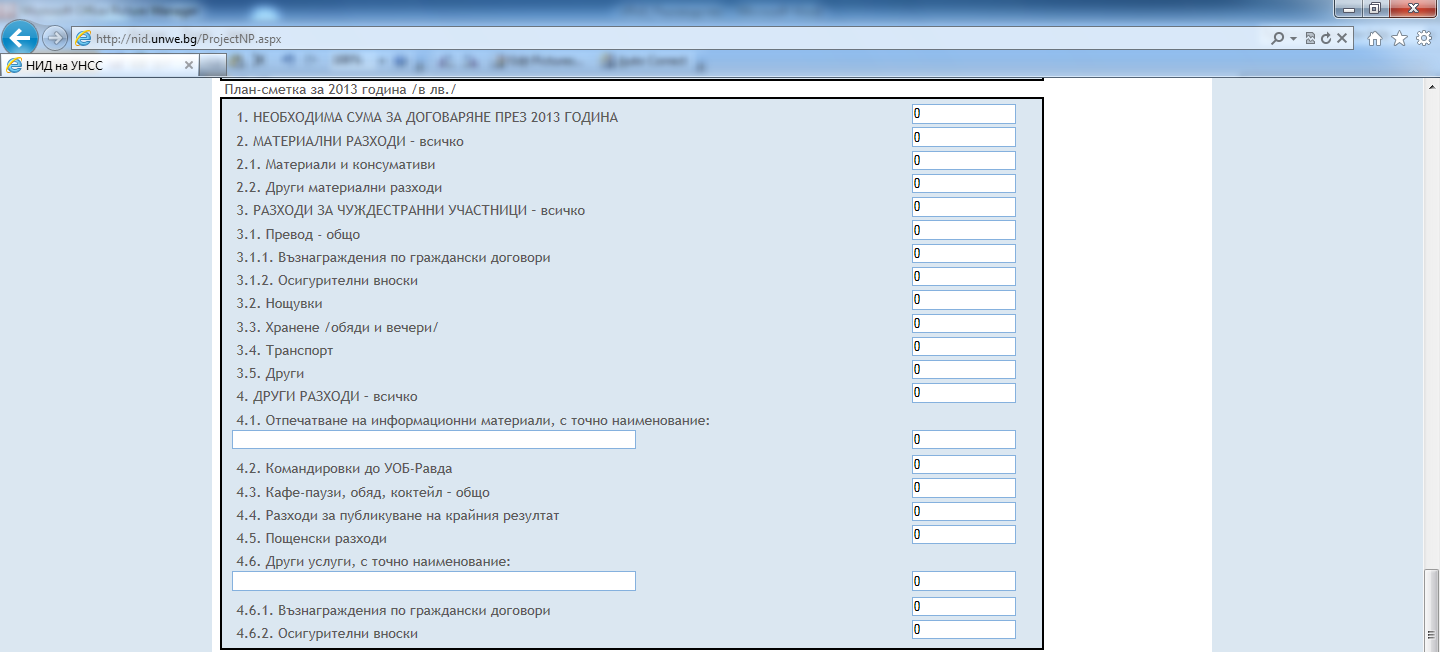 http://nid.unwe.bg/ProjectNP.aspx
НИД на УНСС
План-сметка за 2013 година /в лв./
1. НЕОБХОДИМА СУМА ЗА ДОГОВАРЯНЕ ПРЕЗ 2013 ГОДИНА 0
2. МАТЕРИАЛНИ РАЗХОДИ - всичко 0
2.1. Материали и консумативи 0
2.2. Други материални разходи 0
3. РАЗХОДИ ЗА ЧУЖДЕСТРАННИ УЧАСТНИЦИ - всичко 0
3.1. Превод - общо 0
3.1.1. Възнаграждения по граждански договори 0
3.1.2. Осигурителни вноски 0
3.2. Нощувки 0
3.3. Хранене /обяди и вечери/ 0
3.4. Транспорт 0
3.5. Други 0
4. ДРУГИ РАЗХОДИ - всичко 0
4.1. Отпечатване на информационни материали, с точно наименование:
0
4.2. Командировки до УОБ-Равда 0
4.3. Кафе-паузи, обяд, коктейл - общо 0
4.4. Разходи за публикуване на крайния резултат 0
4.5. Пощенски разходи 0
4.6. Други услуги, с точно наименование:
0
4.6.1. Възнаграждения по граждански договори 0
4.6.2. Осигурителни вноски 0